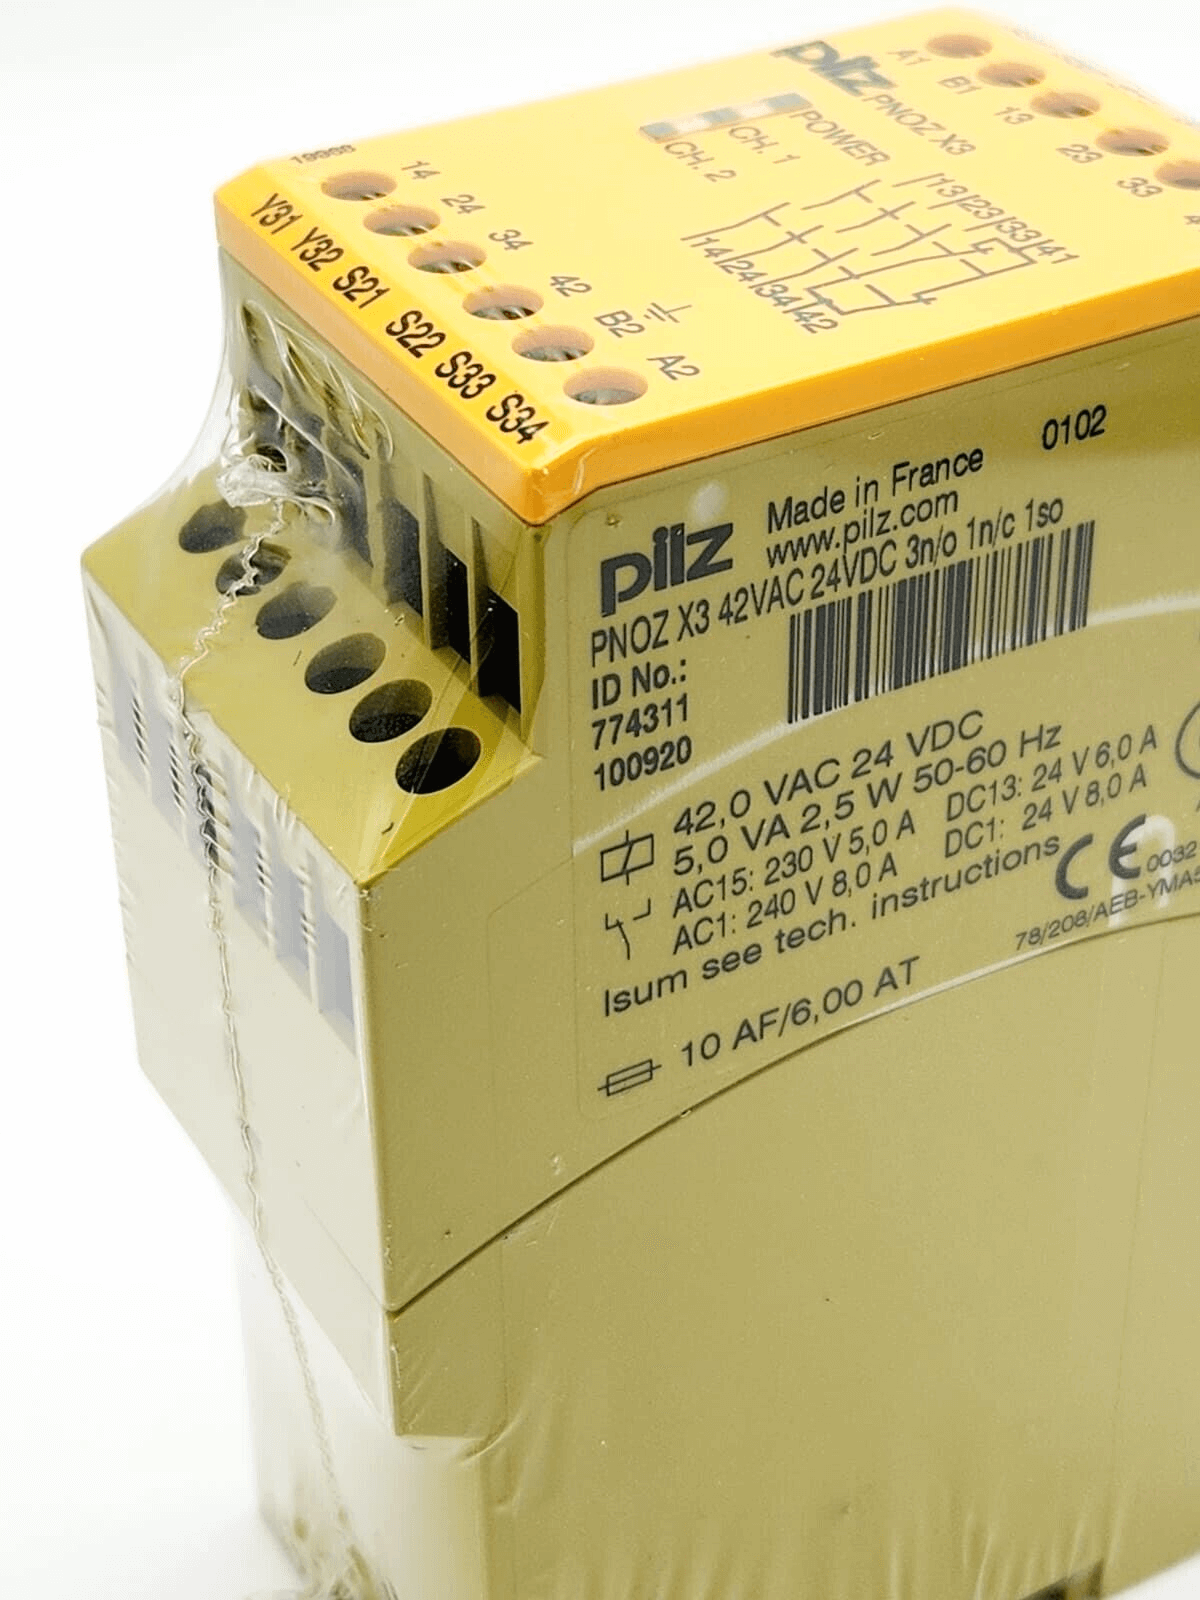 pilz
PNOZ X3
A1 B1 13 23 33 4
POWER
CH. 1
CH. 2
|13|23|33|41
|14|24|34|42
14 24 34 42 B2 A2
Y31 Y32 S21 S22 S33 S34
pilz
Made in France 0102
www.pilz.com
PNOZ X3 42VAC 24VDC 3n/o 1n/c 1so
ID No.:
774311
100920
42,0 VAC 24 VDC
5,0 VA 2,5 W 50-60 Hz
AC15: 230 V 5,0 A DC13: 24 V 6,0 A
AC1: 240 V 8,0 A DC1: 24 V 8,0 A
Isum see tech. instructions
CE 0032
78/208/AEB-YMA5
10 AF/6,00 AT